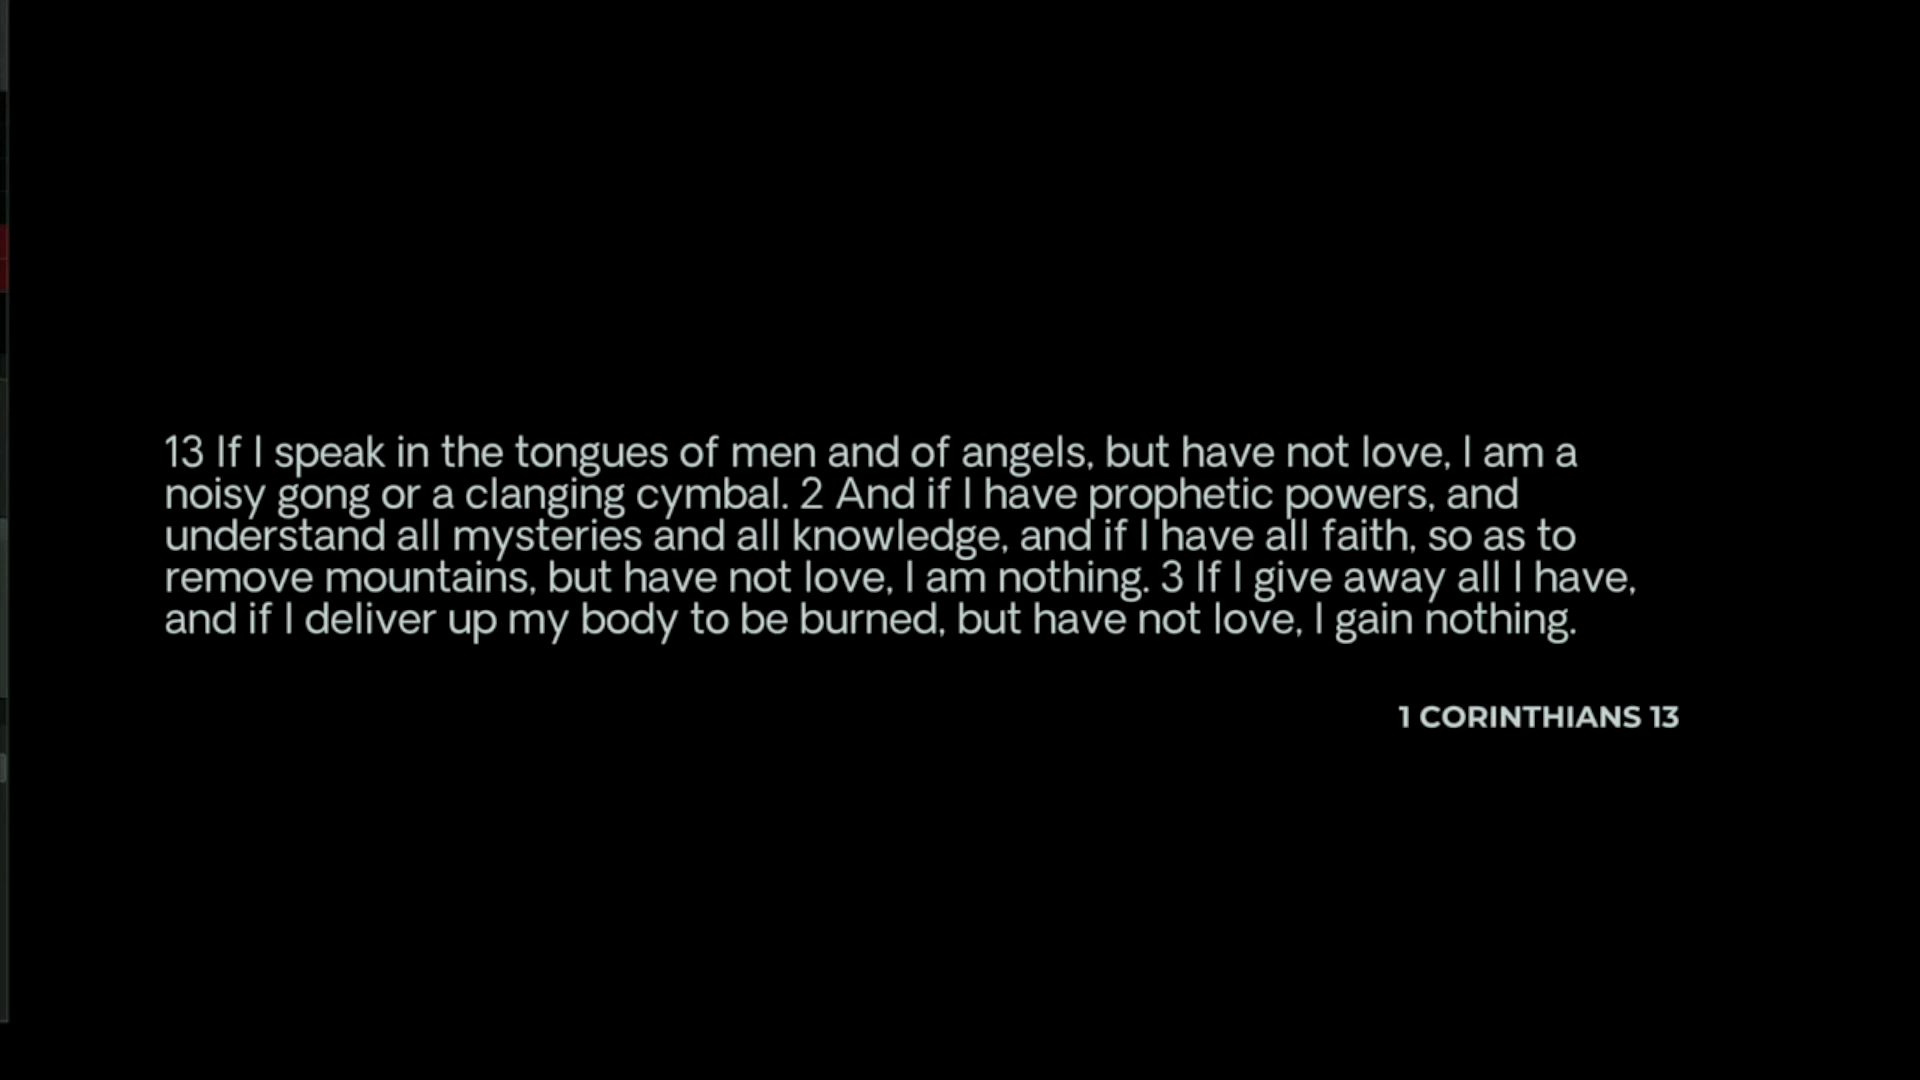 13 If I speak in the tongues of men and of angels, but have not love, I am a
noisy gong or a clanging cymbal. 2 And if I have prophetic powers, and
understand all mysteries and all knowledge, and if I have all faith, so as to
remove mountains, but have not love, I am nothing. 3 If I give away all I have,
and if I deliver up my body to be burned, but have not love, I gain nothing.
1 CORINTHIANS 13